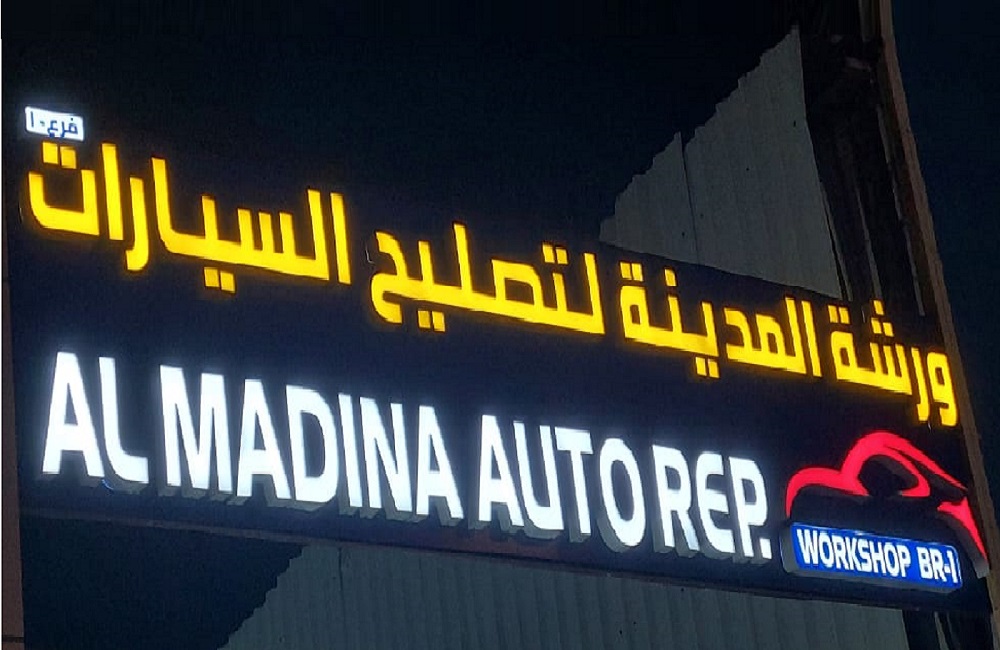 فرع-١
ورشة المدينة لتصليح السيارات
AL MADINA AUTO REP.
WORKSHOP BR-1